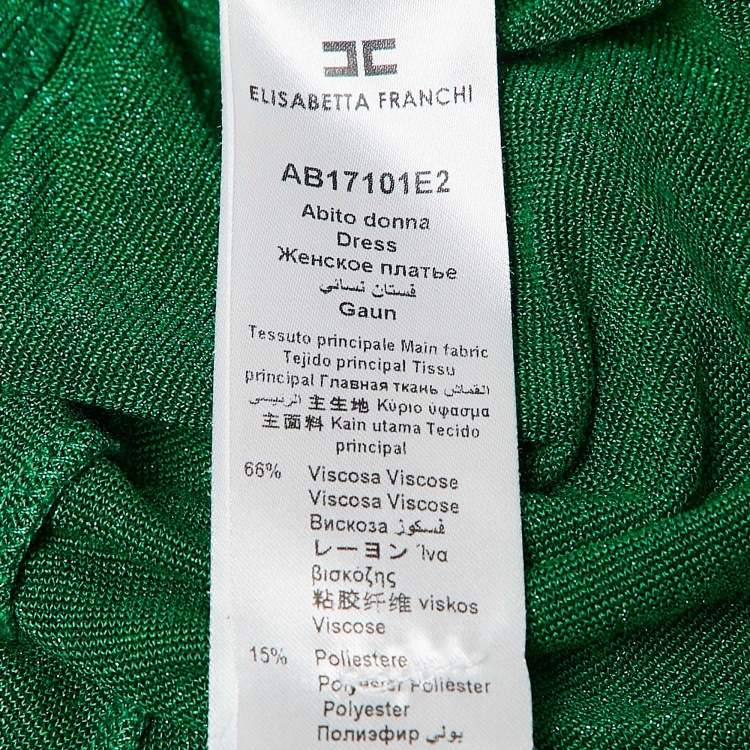 ELISABETTA FRANCHI
AB17101E2
Abito donna
Dress
Женское платье
فستان نسائي
Gaun
Tessuto principale Main fabric
Tejido principal Tissu
principal Главная ткань القماش
الرئيسي 主生地 Κύριο ύφασμα
主面料 Kain utama Tecido
principal
66% Viscosa Viscose
Viscosa Viscose
Вискоза فسكوز
レーヨン Ίνα
βισκόζης
粘胶纤维 viskos
Viscose
15% Poliestere
Polyester Poliéster
Polyester
Полиэфир بولي